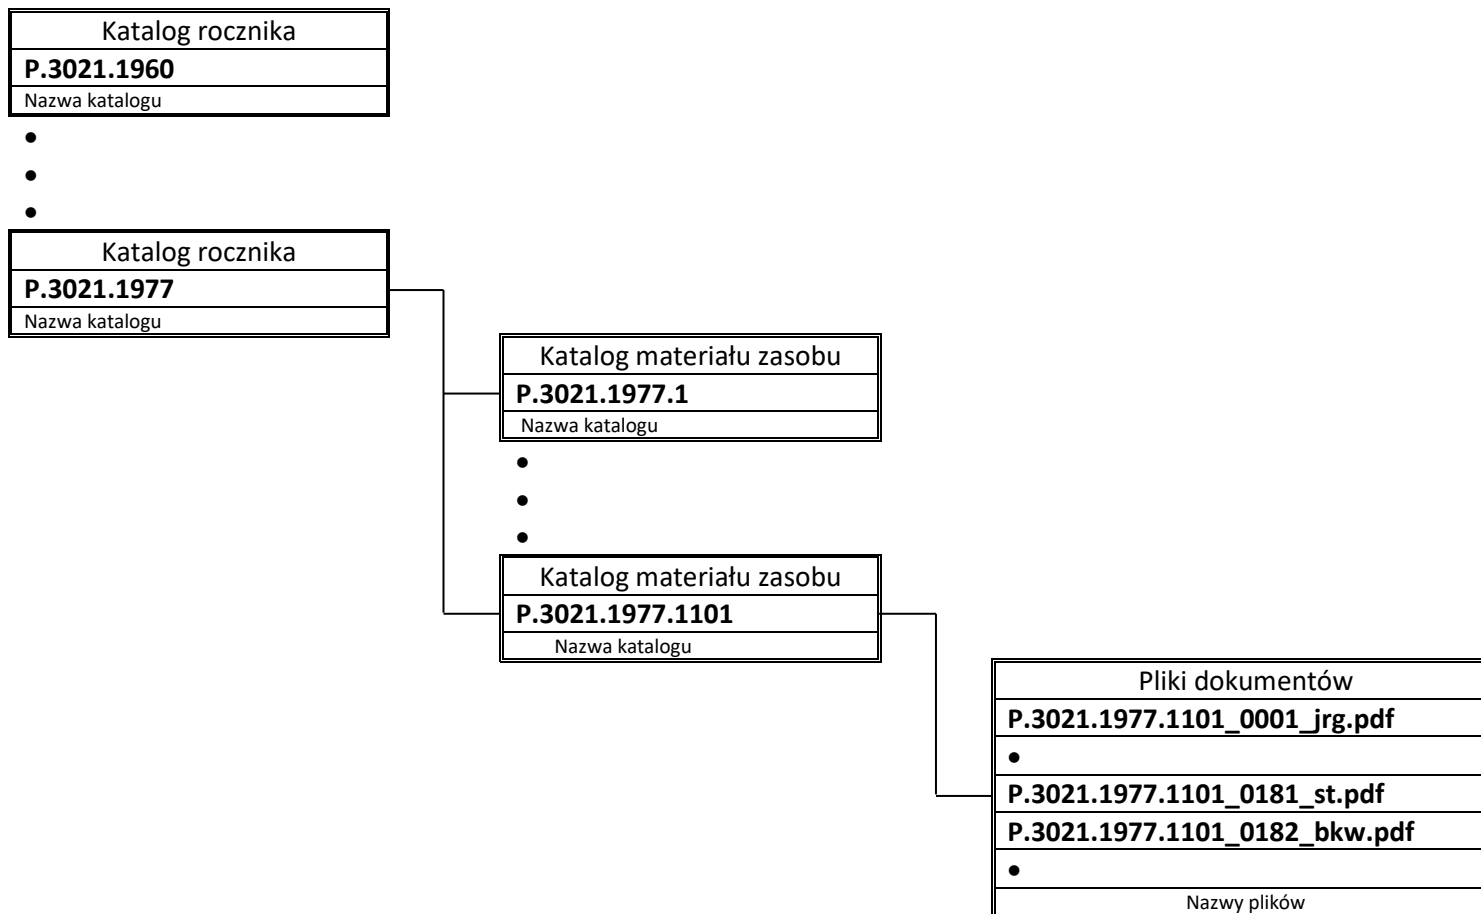 Katalog rocznika
P.3021.1960
Nazwa katalogu
•
•
•
Katalog rocznika
P.3021.1977
Nazwa katalogu
Katalog materiału zasobu
P.3021.1977.1
Nazwa katalogu
•
•
•
Katalog materiału zasobu
P.3021.1977.1101
Nazwa katalogu
Pliki dokumentów
P.3021.1977.1101_0001_jrg.pdf
•
P.3021.1977.1101_0181_st.pdf
P.3021.1977.1101_0182_bkw.pdf
•
Nazwy plików